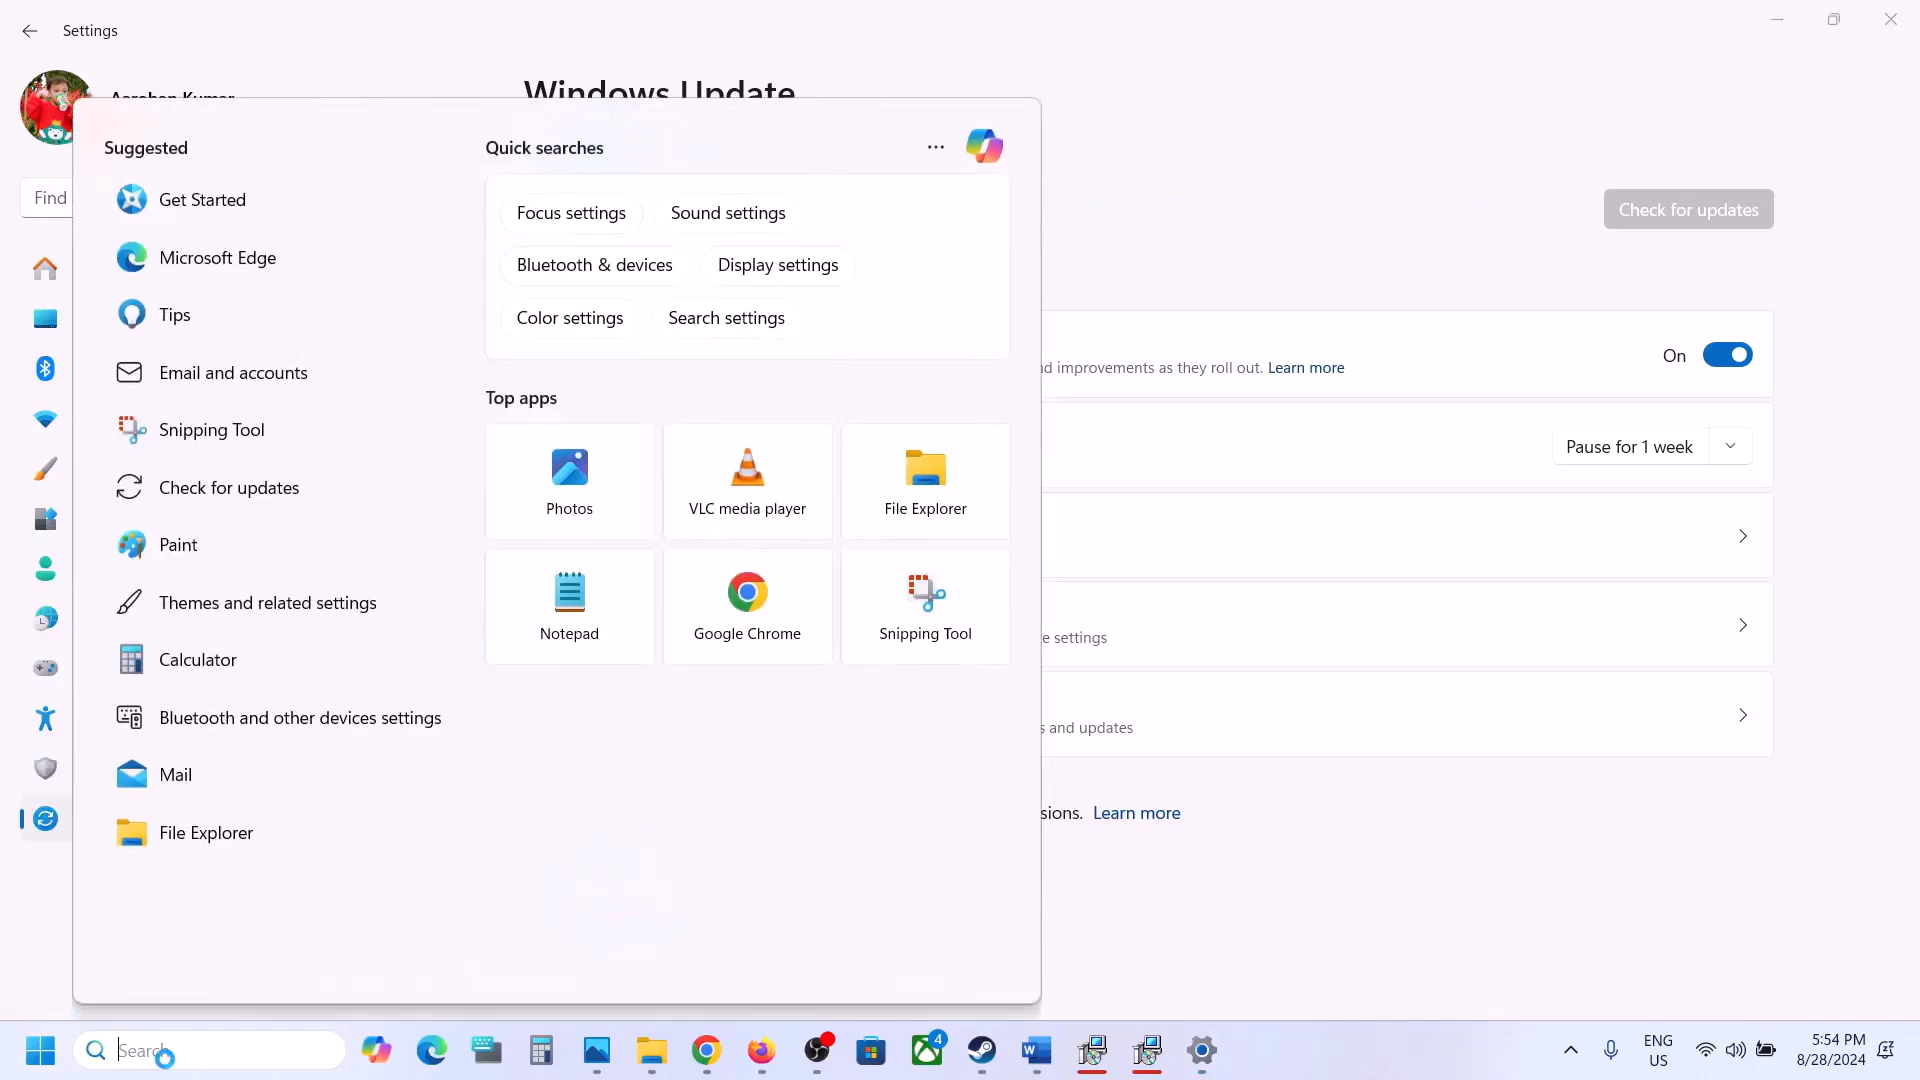 Settings
Windows Update
Find
Suggested
Get Started
Microsoft Edge
Tips
Email and accounts
Snipping Tool
Check for updates
Paint
Themes and related settings
Calculator
Bluetooth and other devices settings
Mail
File Explorer
Quick searches
Focus settings
Sound settings
Bluetooth & devices
Display settings
Color settings
Search settings
Top apps
Photos
VLC media player
File Explorer
Notepad
Google Chrome
Snipping Tool
Check for updates
improvements as they roll out. Learn more
On
Pause for 1 week
settings
and updates
Learn more
Search
4
ENG
US
5:54 PM
8/28/2024